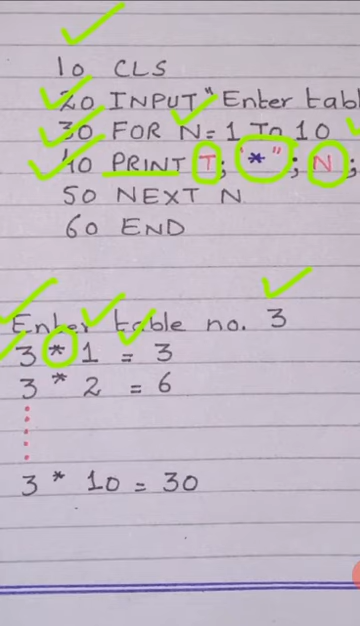 10 CLS
20 INPUT "Enter tabl
30 FOR N=1 To 10
40 PRINT T; "*"; N;
50 NEXT N
60 END
Enter table no. 3
3 * 1 = 3
3 * 2 = 6
3 * 10 = 30